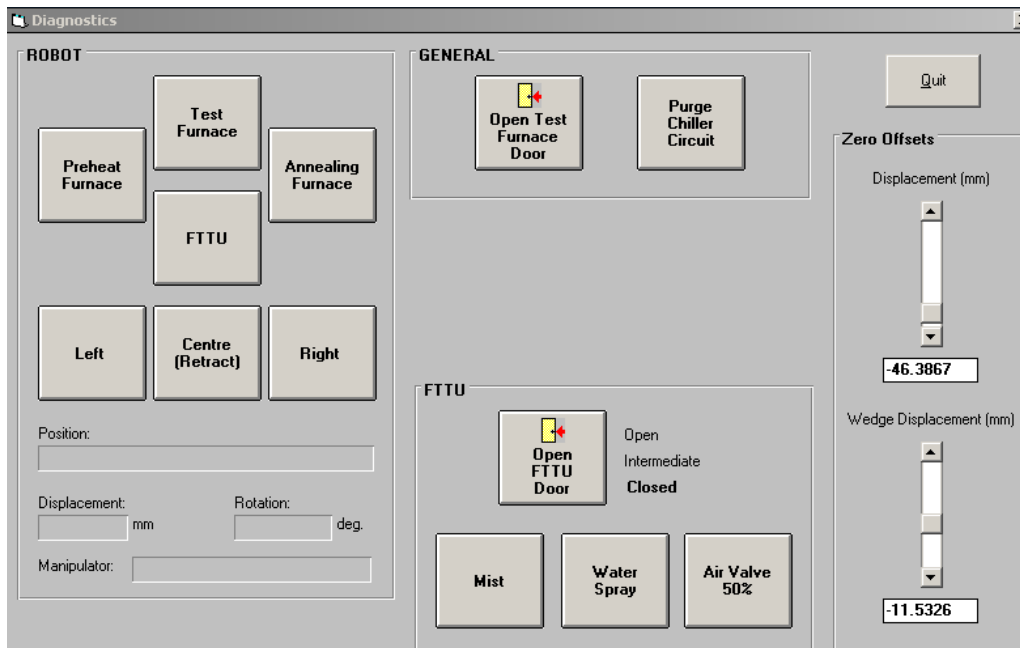 Diagnostics
ROBOT
Test
Furnace
Preheat
Furnace
Annealing
Furnace
FTTU
Left
Centre
(Retract)
Right
Position:
Displacement:
mm
Rotation:
deg.
Manipulator:
GENERAL
Open Test
Furnace
Door
Purge
Chiller
Circuit
FTTU
Open
FTTU
Door
Open
Intermediate
Closed
Mist
Water
Spray
Air Valve
50%
Quit
Zero Offsets
Displacement (mm)
-46.3867
Wedge Displacement (mm)
-11.5326